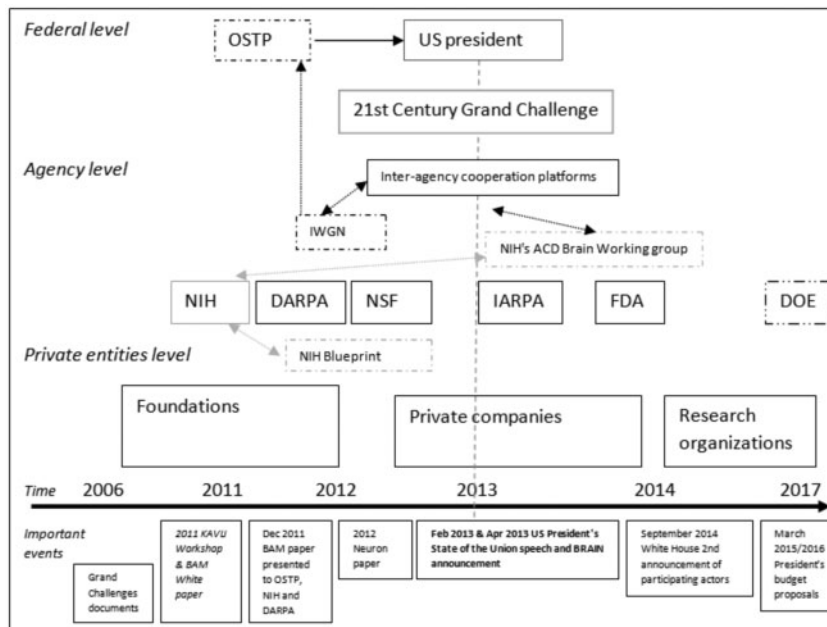 Federal level
OSTP
US president
21st Century Grand Challenge
Agency level
Inter-agency cooperation platforms
IWGN
NIH's ACD Brain Working group
NIH
DARPA
NSF
IARPA
FDA
DOE
Private entities level
NIH Blueprint
Foundations
Private companies
Research
organizations
Time
2006
2011
2012
2013
2014
2017
Important
events
Grand
Challenges
documents
2011 KAVLI
Workshop
& BAM
White
paper
Dec 2011
BAM paper
presented
to OSTP,
NIH and
DARPA
2012
Neuron
paper
Feb 2013 & Apr 2013 US President's
State of the Union speech and BRAIN
announcement
September 2014
White House 2nd
announcement of
participating actors
March
2015/2016
President's
budget
proposals